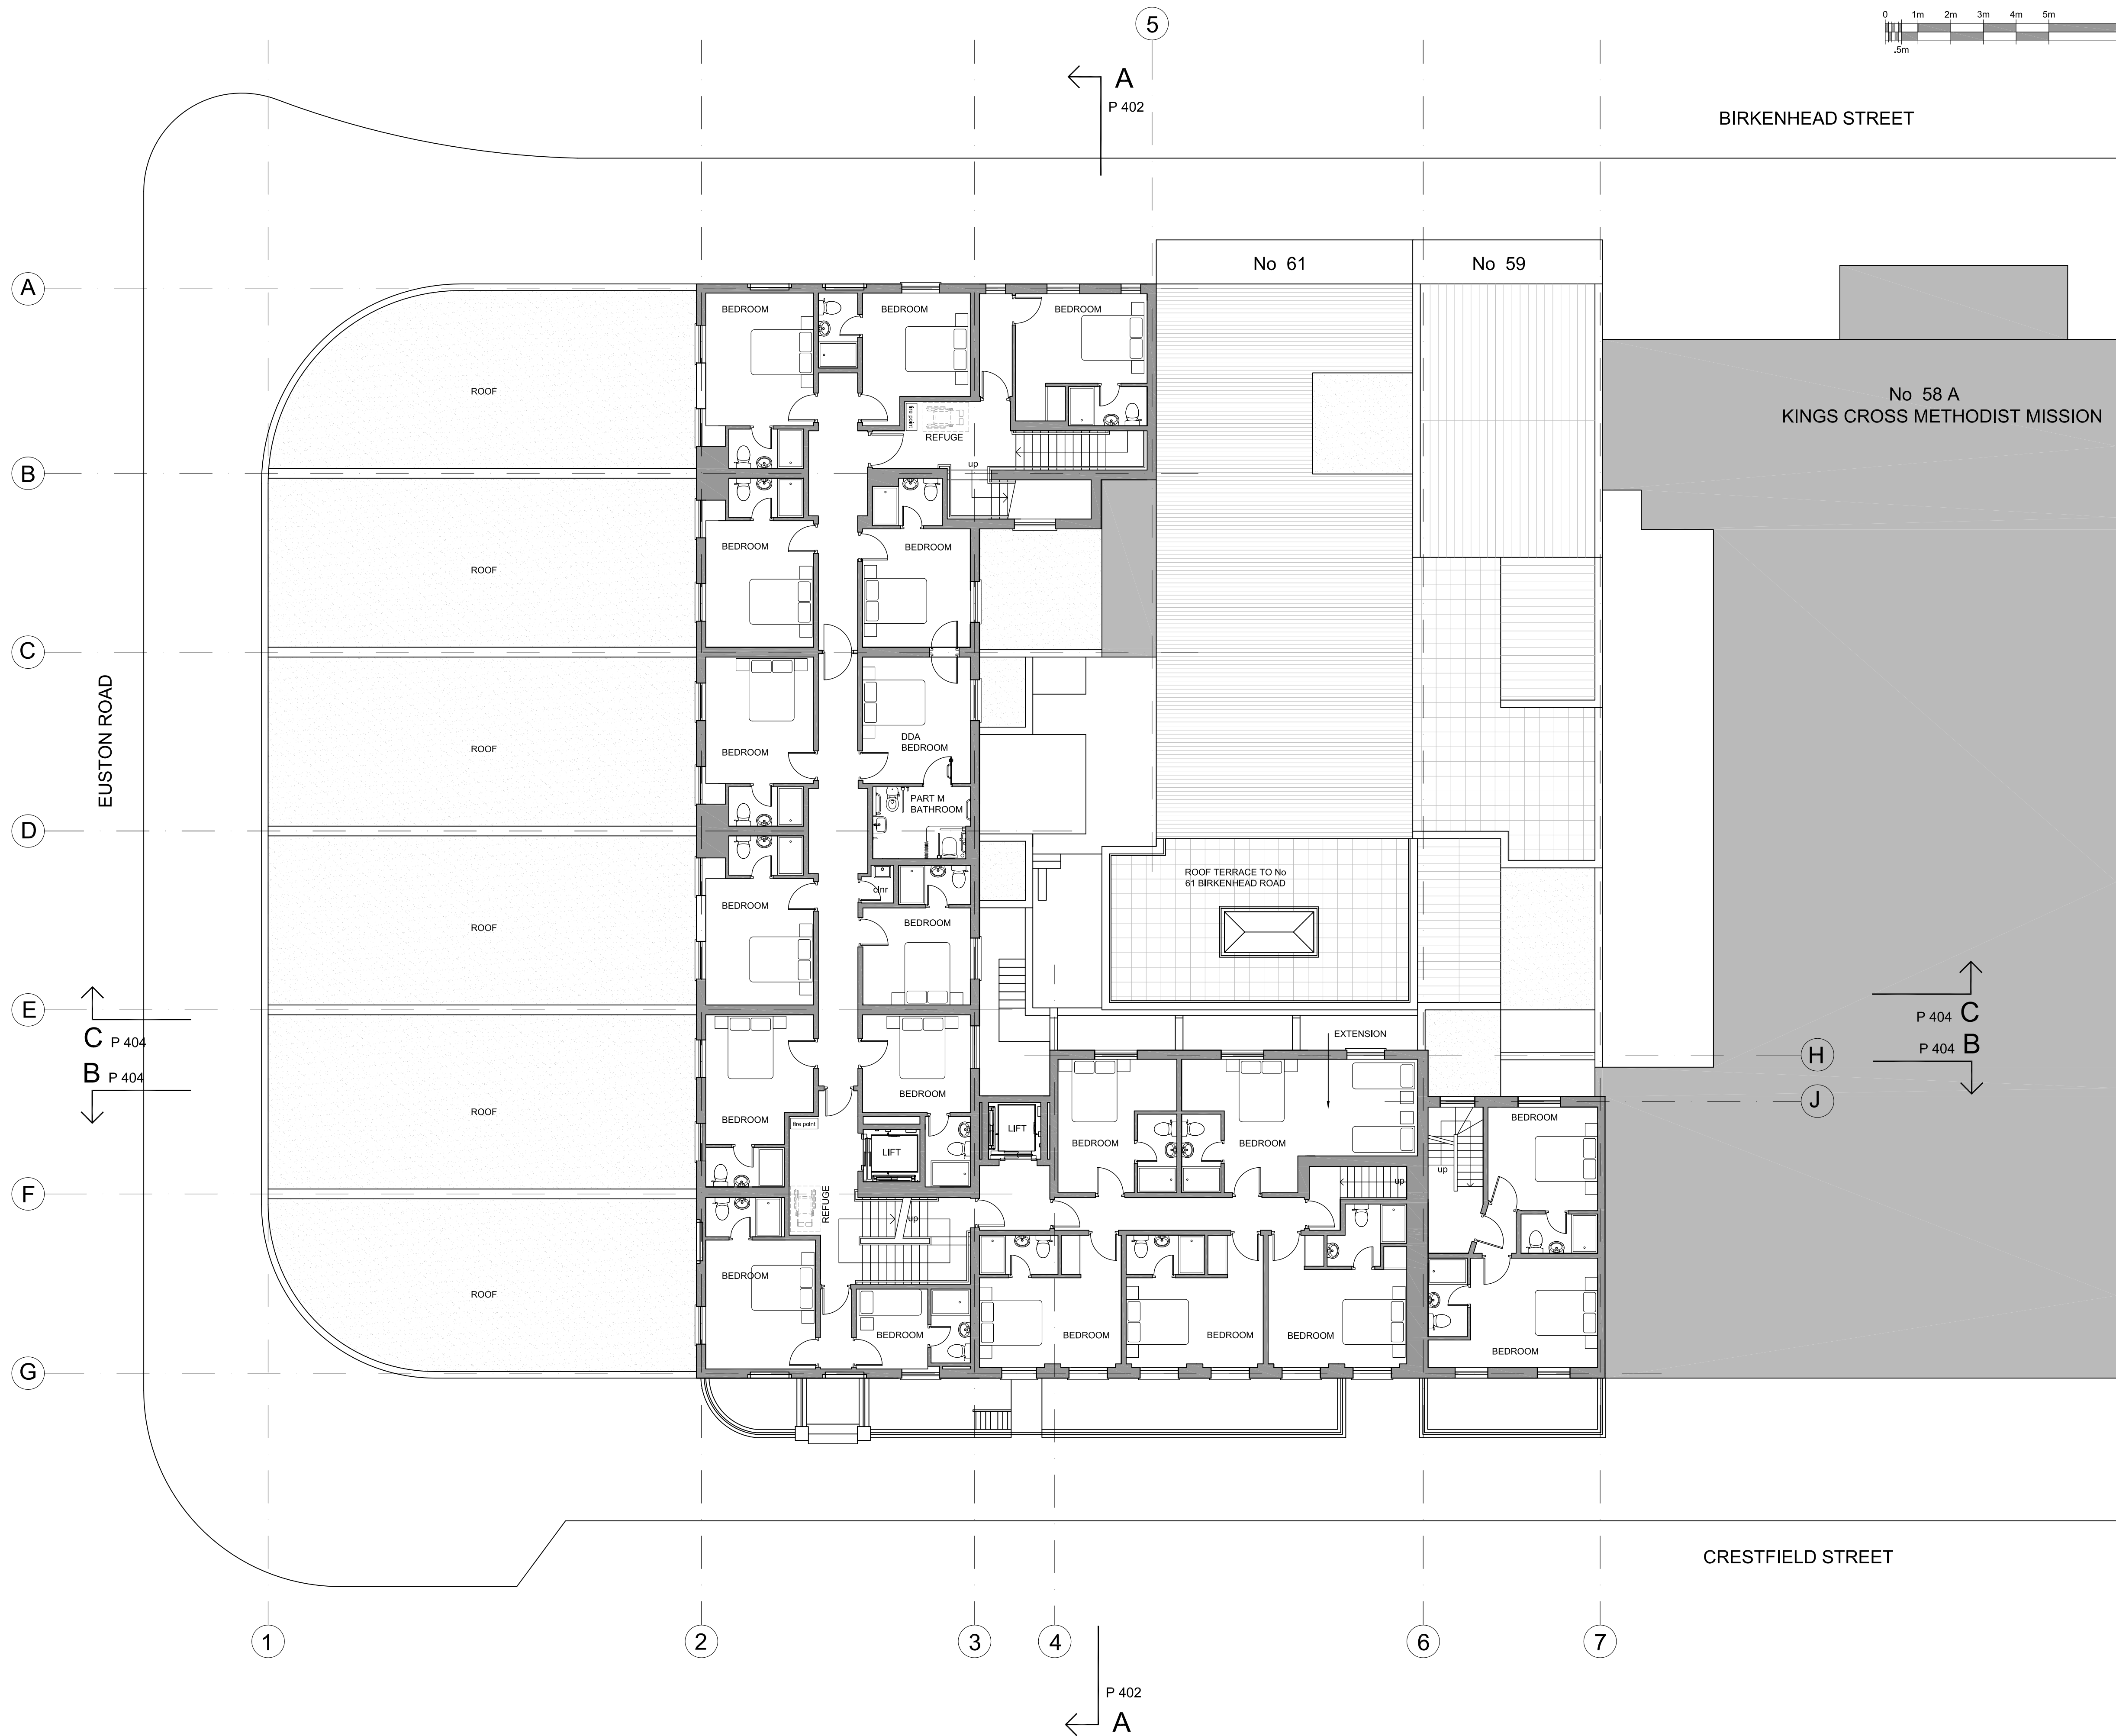 5
0 1m 2m 3m 4m 5m
.5m
A
P 402
BIRKENHEAD STREET
No 61
No 59
A
BEDROOM
BEDROOM
BEDROOM
ROOF
No 58 A
KINGS CROSS METHODIST MISSION
fire point
REFUGE
up
B
BEDROOM
BEDROOM
ROOF
C
EUSTON ROAD
ROOF
BEDROOM
DDA
BEDROOM
PART M
BATHROOM
D
ROOF TERRACE TO No
61 BIRKENHEAD ROAD
clnr
BEDROOM
BEDROOM
ROOF
E
C P 404
B P 404
P 404 C
P 404 B
EXTENSION
H
J
BEDROOM
BEDROOM
ROOF
fire point
LIFT
LIFT
BEDROOM
BEDROOM
BEDROOM
up
up
F
REFUGE
up
BEDROOM
ROOF
BEDROOM
BEDROOM
BEDROOM
BEDROOM
BEDROOM
G
CRESTFIELD STREET
1
2
3
4
6
7
P 402
A